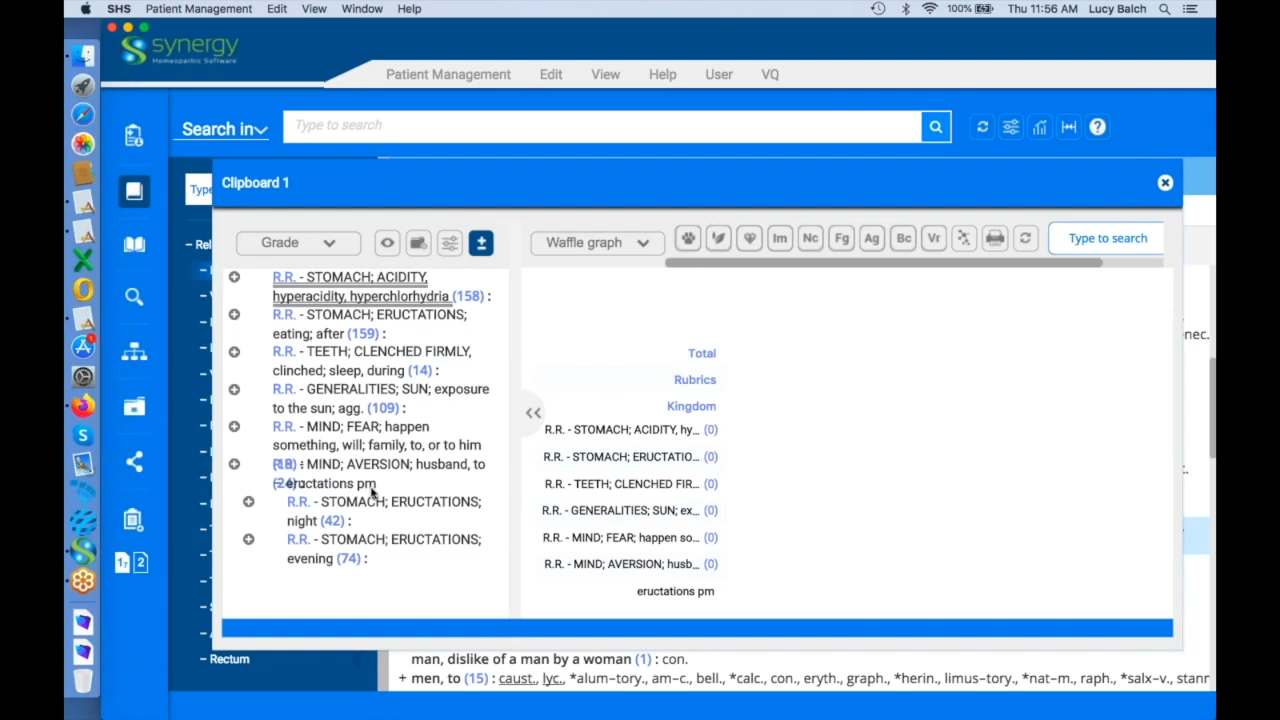 SHS Patient Management Edit View Window Help 100% Thu 11:56 AM Lucy Balch
synergy
Homeopathic Software
Patient Management Edit View Help User VQ
Search in Type to search
Clipboard 1
Type
Grade Waffle graph Im Nc Fg Ag Bc Vr Type to search
– Rel
R.R. - STOMACH; ACIDITY,
hyperacidity, hyperchlorhydria (158) :
R.R. - STOMACH; ERUCTATIONS;
eating; after (159) :
R.R. - TEETH; CLENCHED FIRMLY,
clinched; sleep, during (14) :
R.R. - GENERALITIES; SUN; exposure
to the sun; agg. (109) :
R.R. - MIND; FEAR; happen
something, will; family, to, or to him
MIND; AVERSION; husband, to
eructations pm
R.R. - STOMACH; ERUCTATIONS;
night (42) :
R.R. - STOMACH; ERUCTATIONS;
evening (74) :
Total
Rubrics
Kingdom
R.R. - STOMACH; ACIDITY, hy... (0)
R.R. - STOMACH; ERUCTATIO... (0)
R.R. - TEETH; CLENCHED FIR... (0)
R.R. - GENERALITIES; SUN; ex... (0)
R.R. - MIND; FEAR; happen so... (0)
R.R. - MIND; AVERSION; husb... (0)
eructations pm
nec.
17 2
– Rectum
man, dislike of a man by a woman (1) : con.
+ men, to (15) : caust., lyc., *alum-tory., am-c., bell., *calc., con., eryth., graph., *herin., limus-tory., *nat-m., raph., *salx-v., stann